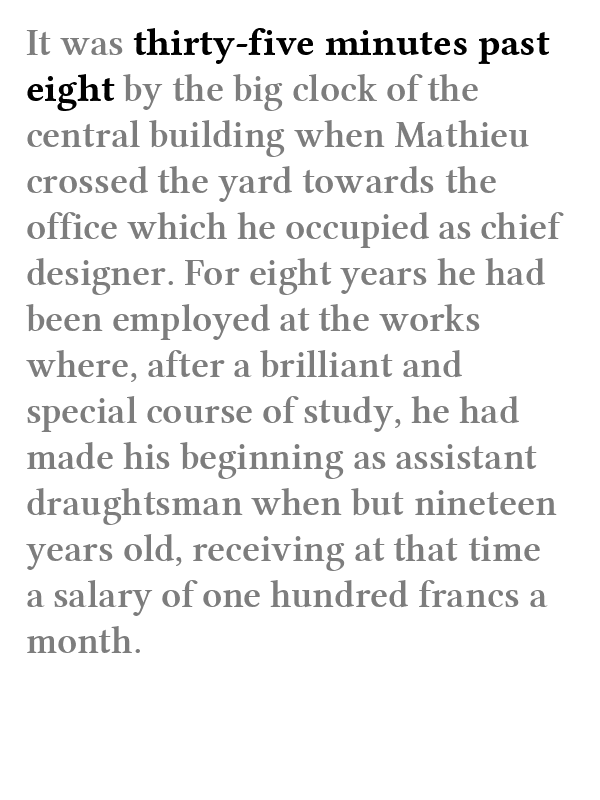 It was thirty-five minutes past
eight by the big clock of the
central building when Mathieu
crossed the yard towards the
office which he occupied as chief
designer. For eight years he had
been employed at the works
where, after a brilliant and
special course of study, he had
made his beginning as assistant
draughtsman when but nineteen
years old, receiving at that time
a salary of one hundred francs a
month.